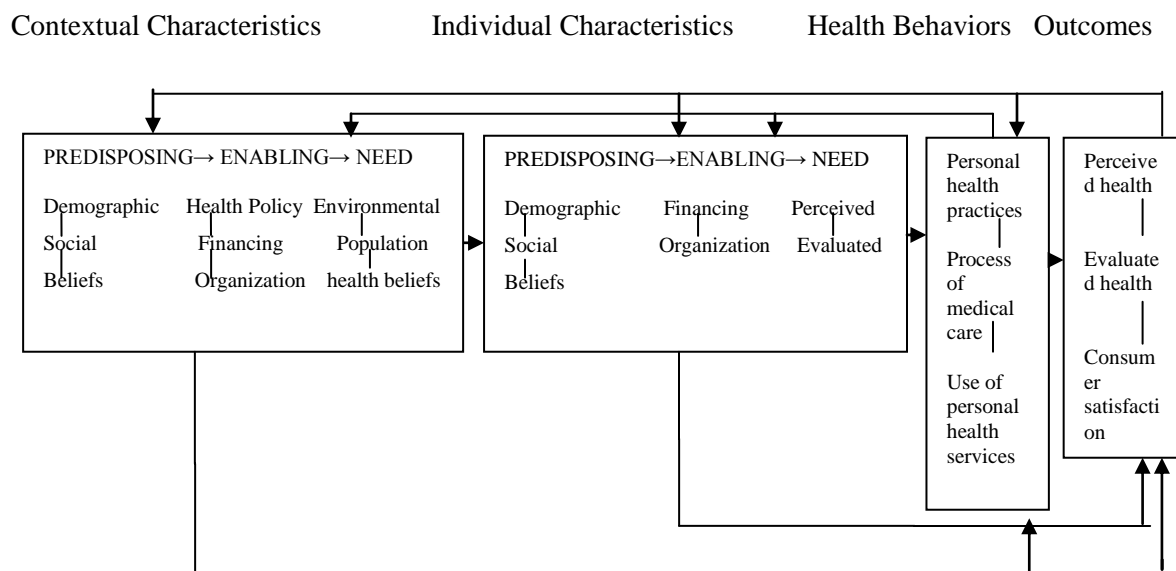 Contextual Characteristics Individual Characteristics Health Behaviors Outcomes
PREDISPOSING→ ENABLING→ NEED
Demographic Health Policy Environmental
Social Financing Population
Beliefs Organization health beliefs
PREDISPOSING→ENABLING→ NEED
Demographic Financing Perceived
Social Organization Evaluated
Beliefs
Personal
health
practices
Process
of
medical
care
Use of
personal
health
services
Perceive
d health
Evaluate
d health
Consum
er
satisfacti
on